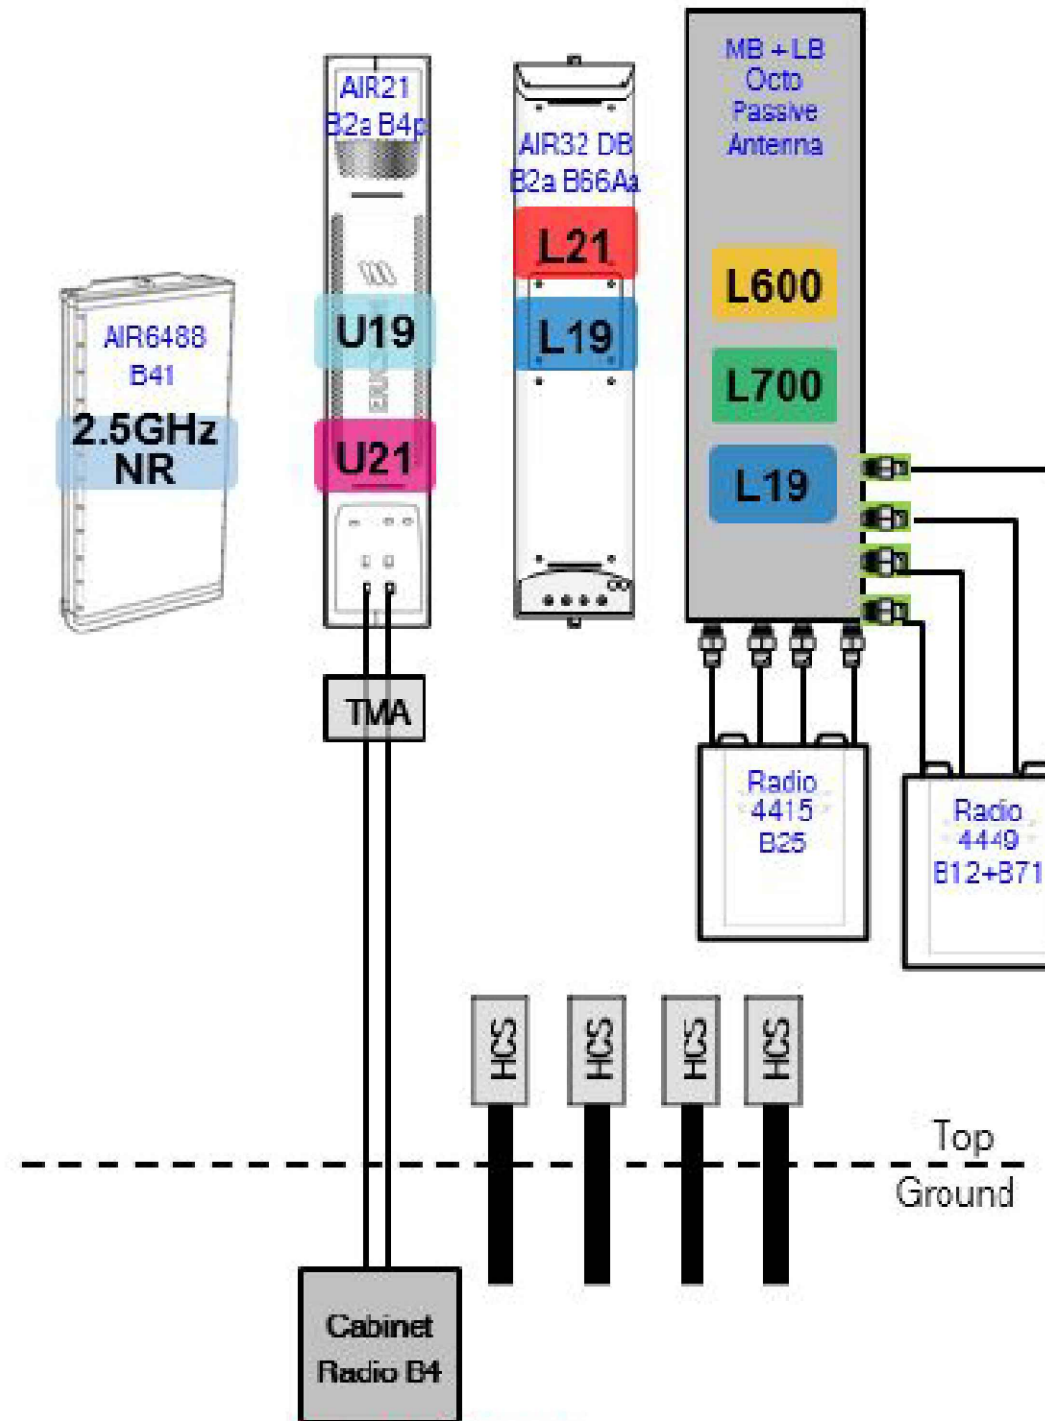 MB + LB
Octo
Passive
Antenna
AIR21
B2a B4p
AIR32 DB
B2a B66Aa
L21
L600
U19
L19
AIR6488
B41
L700
2.5GHz
NR
U21
L19
TMA
Radio
4415
B25
Radio
4449
B12+B71
HCS
HCS
HCS
HCS
Top
Ground
Cabinet
Radio B4